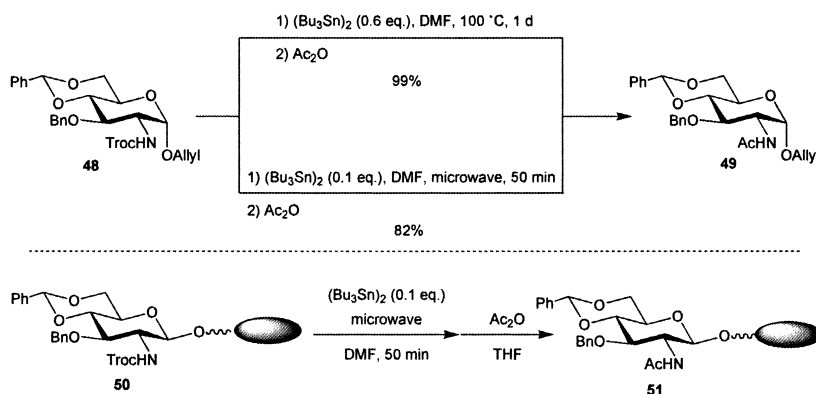 1) (Bu3Sn)2 (0.6 eq.), DMF, 100 °C, 1 d
2) Ac2O
99%
Ph O O
O
BnO
TrocHN
OAllyl
48
Ph O O
O
BnO
AcHN
OAlly
49
1) (Bu3Sn)2 (0.1 eq.), DMF, microwave, 50 min
2) Ac2O
82%
Ph O O
O
BnO O
TrocHN
50
(Bu3Sn)2 (0.1 eq.)
microwave
DMF, 50 min
Ac2O
THF
Ph O O
O
BnO O
AcHN
51